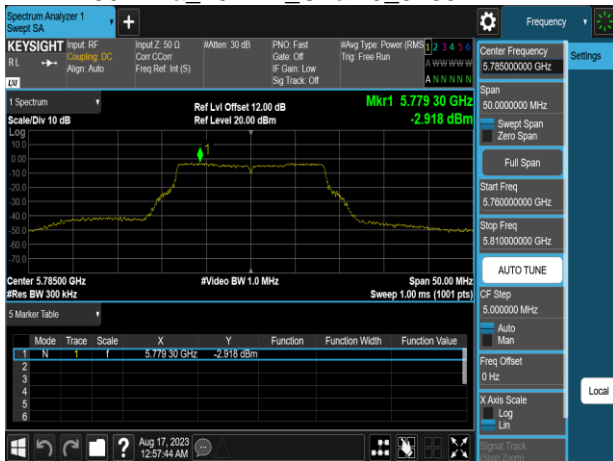 Spectrum Analyzer 1
Swept SA
Frequency
KEYSIGHT
RL
LXI
Input: RF
Coupling: DC
Align: Auto
Input Z: 50 Ω
Corr CCorr
Freq Ref: Int (S)
#Atten: 30 dB
PNO: Fast
Gate: Off
IF Gain: Low
Sig Track: Off
#Avg Type: Power (RMS
Trig: Free Run
1 2 3 4 5 6
A W W W W W
A N N N N N
Settings
Center Frequency
5.785000000 GHz
Span
50.0000000 MHz
Swept Span
Zero Span
Full Span
Start Freq
5.760000000 GHz
Stop Freq
5.810000000 GHz
AUTO TUNE
CF Step
5.000000 MHz
Auto
Man
Freq Offset
0 Hz
X Axis Scale
Log
Lin
Signal Track
(Span Zoom)
Local
1 Spectrum
Scale/Div 10 dB
Log
Ref Lvl Offset 12.00 dB
Ref Level 20.00 dBm
Mkr1 5.779 30 GHz
-2.918 dBm
1
10.0
0.00
-10.0
-20.0
-30.0
-40.0
-50.0
-60.0
-70.0
Center 5.78500 GHz
#Res BW 300 kHz
#Video BW 1.0 MHz
Span 50.00 MHz
Sweep 1.00 ms (1001 pts)
5 Marker Table
Mode Trace Scale X Y Function Function Width Function Value
1 N 1 f 5.779 30 GHz -2.918 dBm
2
3
4
5
6
Aug 17, 2023
12:57:44 AM